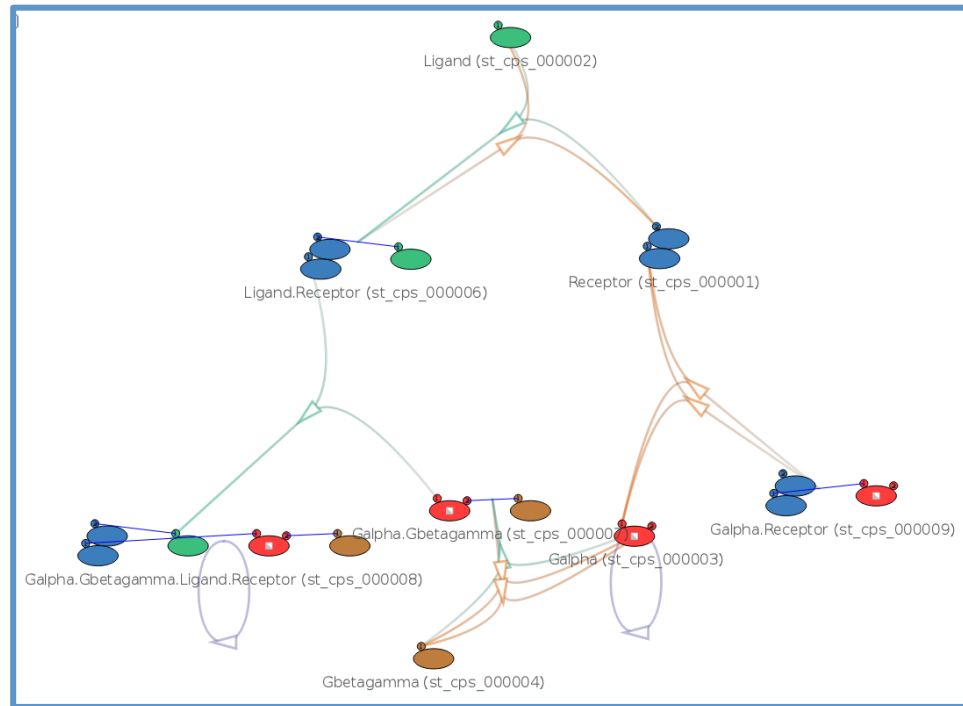 Ligand (st_cps_000002)
Ligand.Receptor (st_cps_000006)
Receptor (st_cps_000001)
Galpha.Gbetagamma (st_cps_00000
Galpha.Receptor (st_cps_000009)
Galpha (st_cps_000003)
Galpha.Gbetagamma.Ligand.Receptor (st_cps_000008)
Gbetagamma (st_cps_000004)